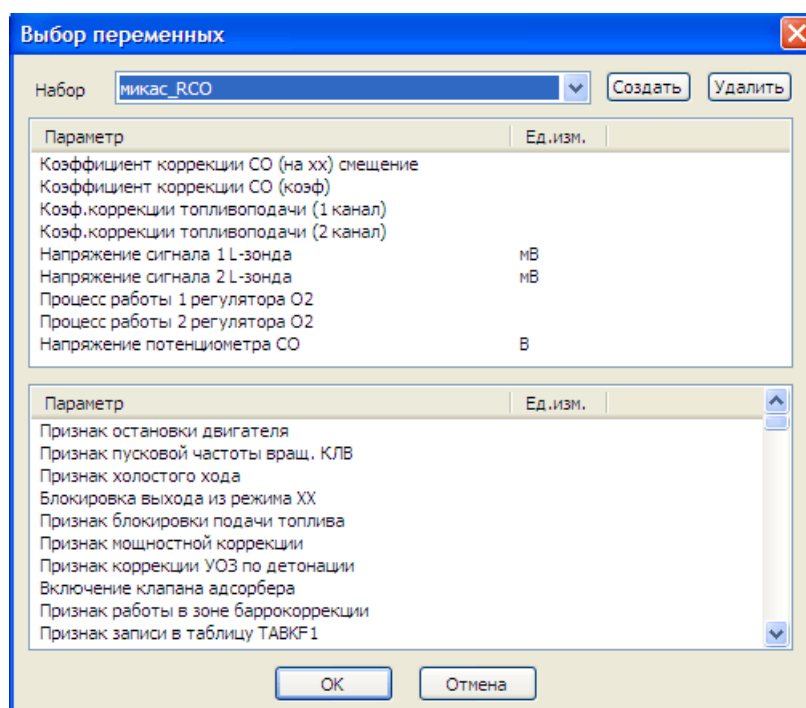 Выбор переменных
Набор микас_RCO Создать Удалить
Параметр Ед.изм.
Коэффициент коррекции СО (на хх) смещение
Коэффициент коррекции СО (коэф)
Коэф.коррекции топливоподачи (1 канал)
Коэф.коррекции топливоподачи (2 канал)
Напряжение сигнала 1 L-зонда мВ
Напряжение сигнала 2 L-зонда мВ
Процесс работы 1 регулятора О2
Процесс работы 2 регулятора О2
Напряжение потенциометра СО В
Параметр Ед.изм.
Признак остановки двигателя
Признак пусковой частоты вращ. КЛВ
Признак холостого хода
Блокировка выхода из режима ХХ
Признак блокировки подачи топлива
Признак мощностной коррекции
Признак коррекции УОЗ по детонации
Включение клапана адсорбера
Признак работы в зоне баррокоррекции
Признак записи в таблицу TABKF1
ОК Отмена